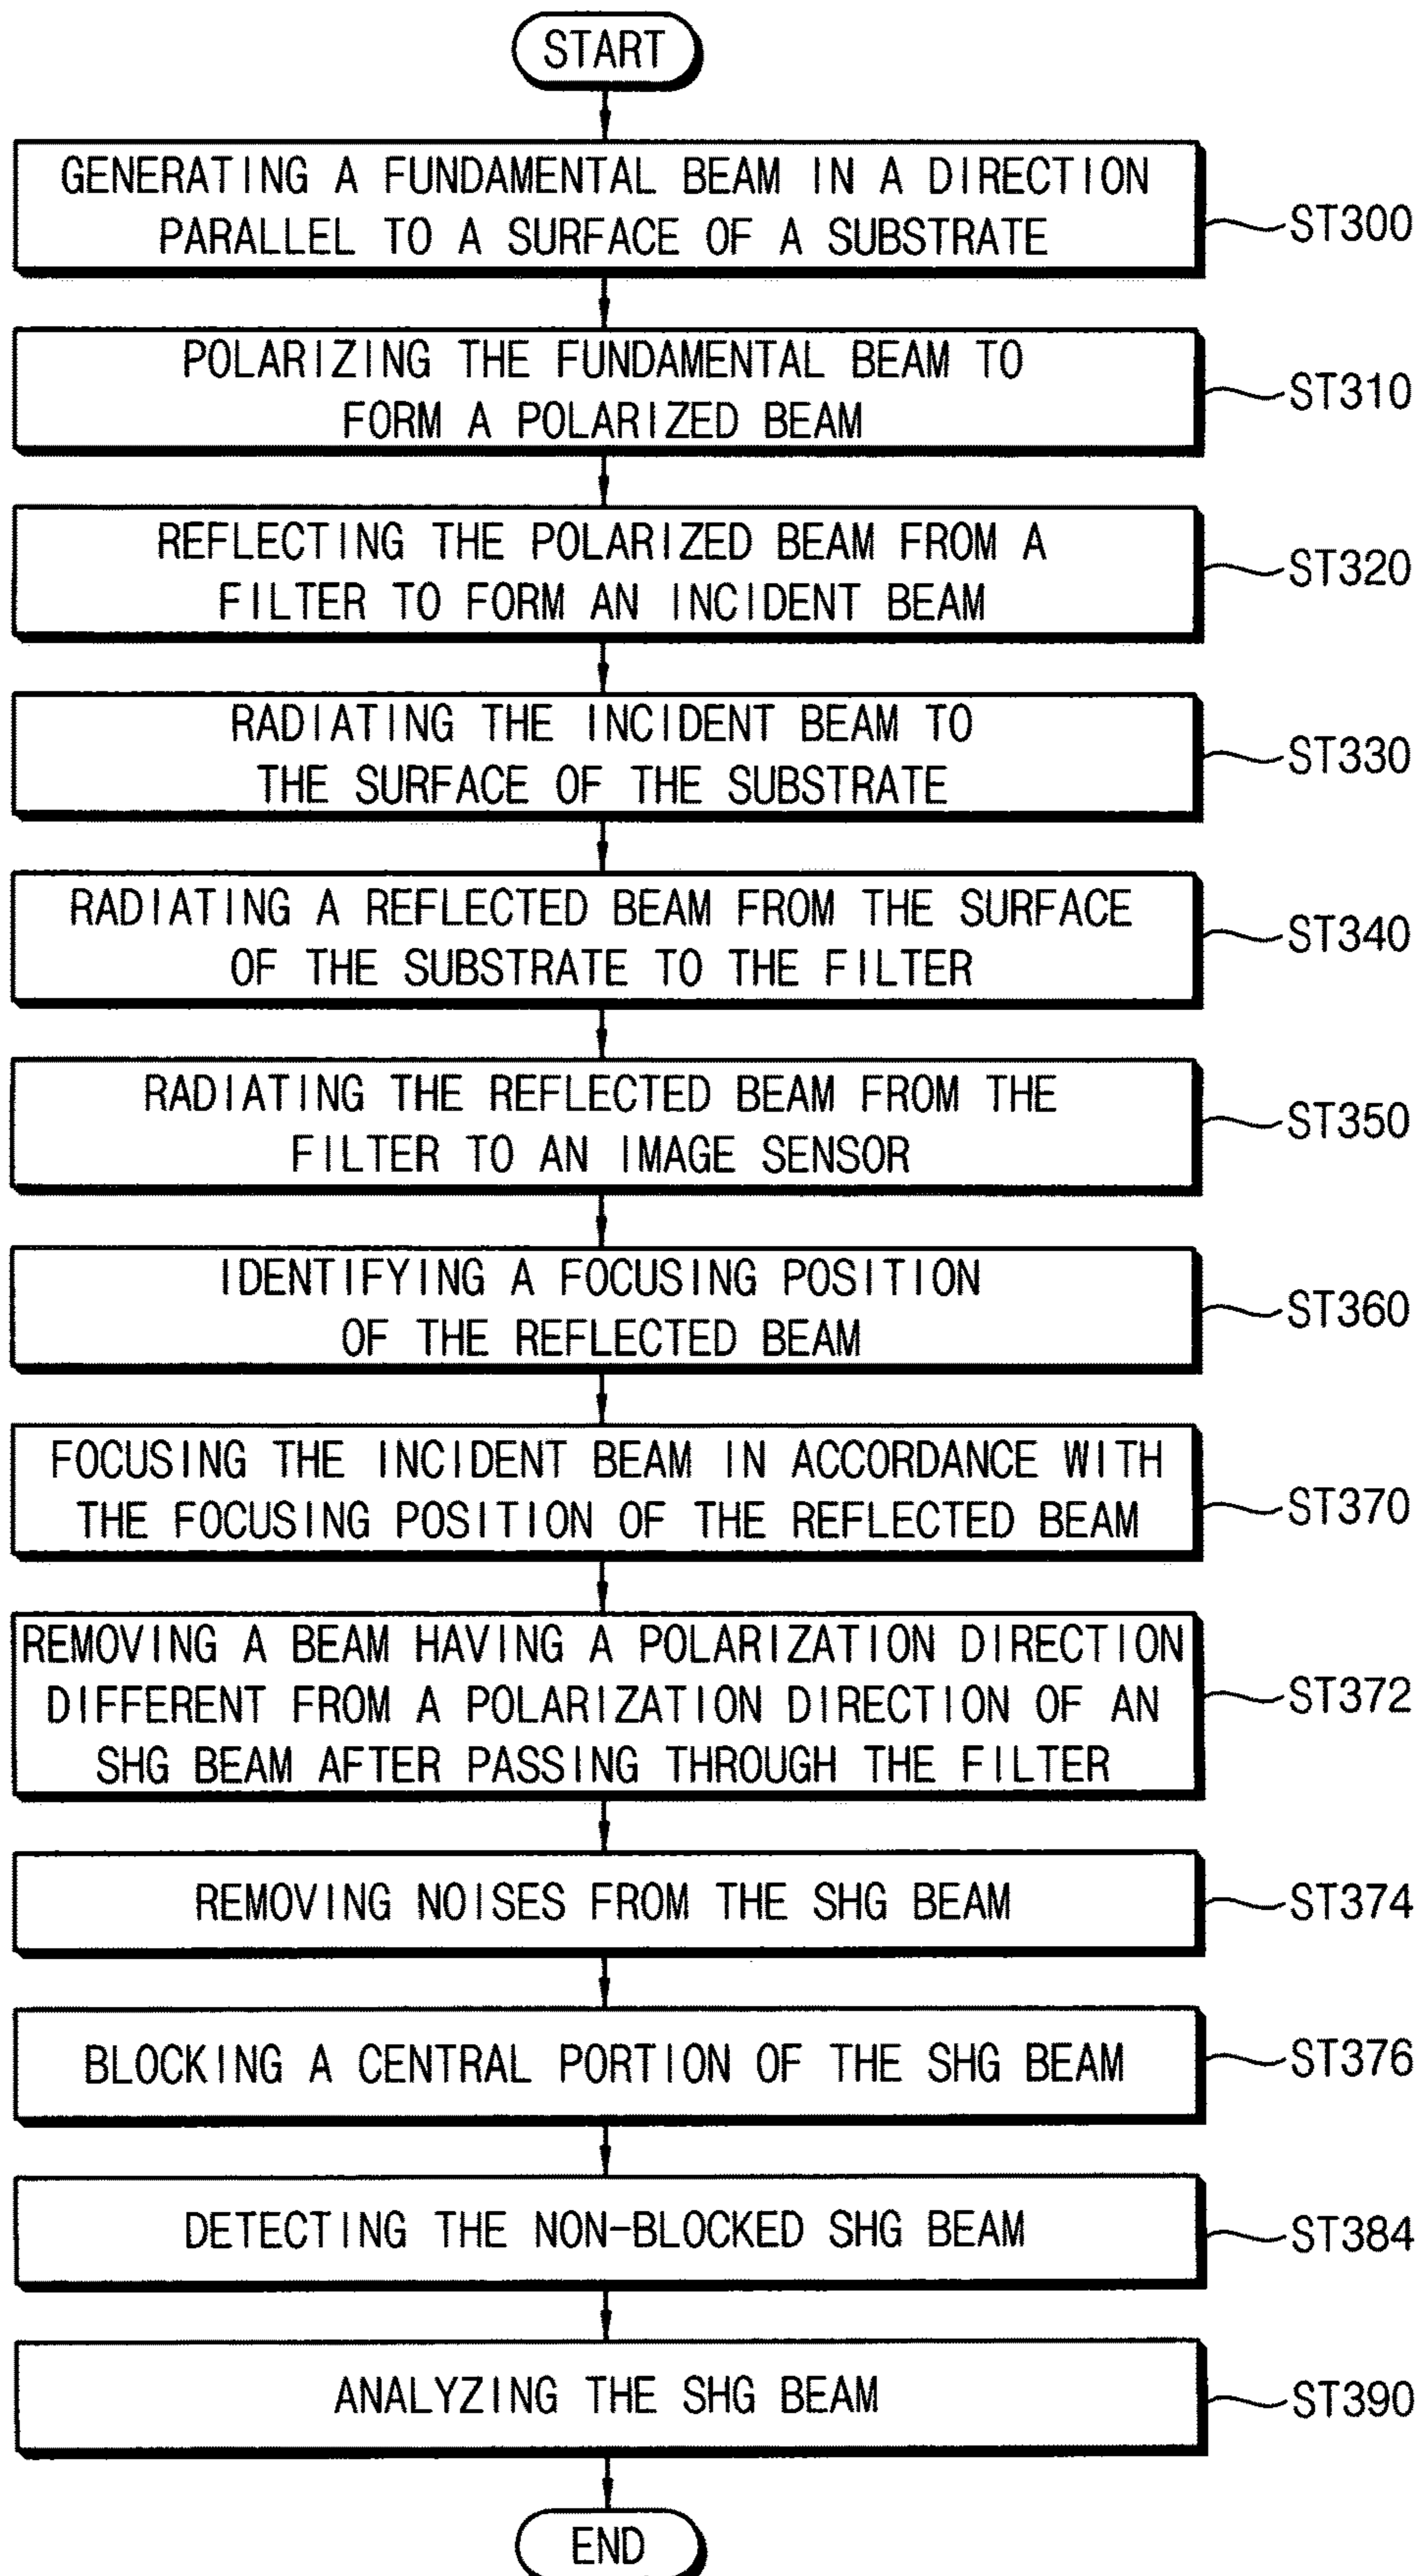 START
GENERATING A FUNDAMENTAL BEAM IN A DIRECTION
PARALLEL TO A SURFACE OF A SUBSTRATE
ST300
POLARIZING THE FUNDAMENTAL BEAM TO
FORM A POLARIZED BEAM
ST310
REFLECTING THE POLARIZED BEAM FROM A
FILTER TO FORM AN INCIDENT BEAM
ST320
RADIATING THE INCIDENT BEAM TO
THE SURFACE OF THE SUBSTRATE
ST330
RADIATING A REFLECTED BEAM FROM THE SURFACE
OF THE SUBSTRATE TO THE FILTER
ST340
RADIATING THE REFLECTED BEAM FROM THE
FILTER TO AN IMAGE SENSOR
ST350
IDENTIFYING A FOCUSING POSITION
OF THE REFLECTED BEAM
ST360
FOCUSING THE INCIDENT BEAM IN ACCORDANCE WITH
THE FOCUSING POSITION OF THE REFLECTED BEAM
ST370
REMOVING A BEAM HAVING A POLARIZATION DIRECTION
DIFFERENT FROM A POLARIZATION DIRECTION OF AN
SHG BEAM AFTER PASSING THROUGH THE FILTER
ST372
REMOVING NOISES FROM THE SHG BEAM
ST374
BLOCKING A CENTRAL PORTION OF THE SHG BEAM
ST376
DETECTING THE NON-BLOCKED SHG BEAM
ST384
ANALYZING THE SHG BEAM
ST390
END